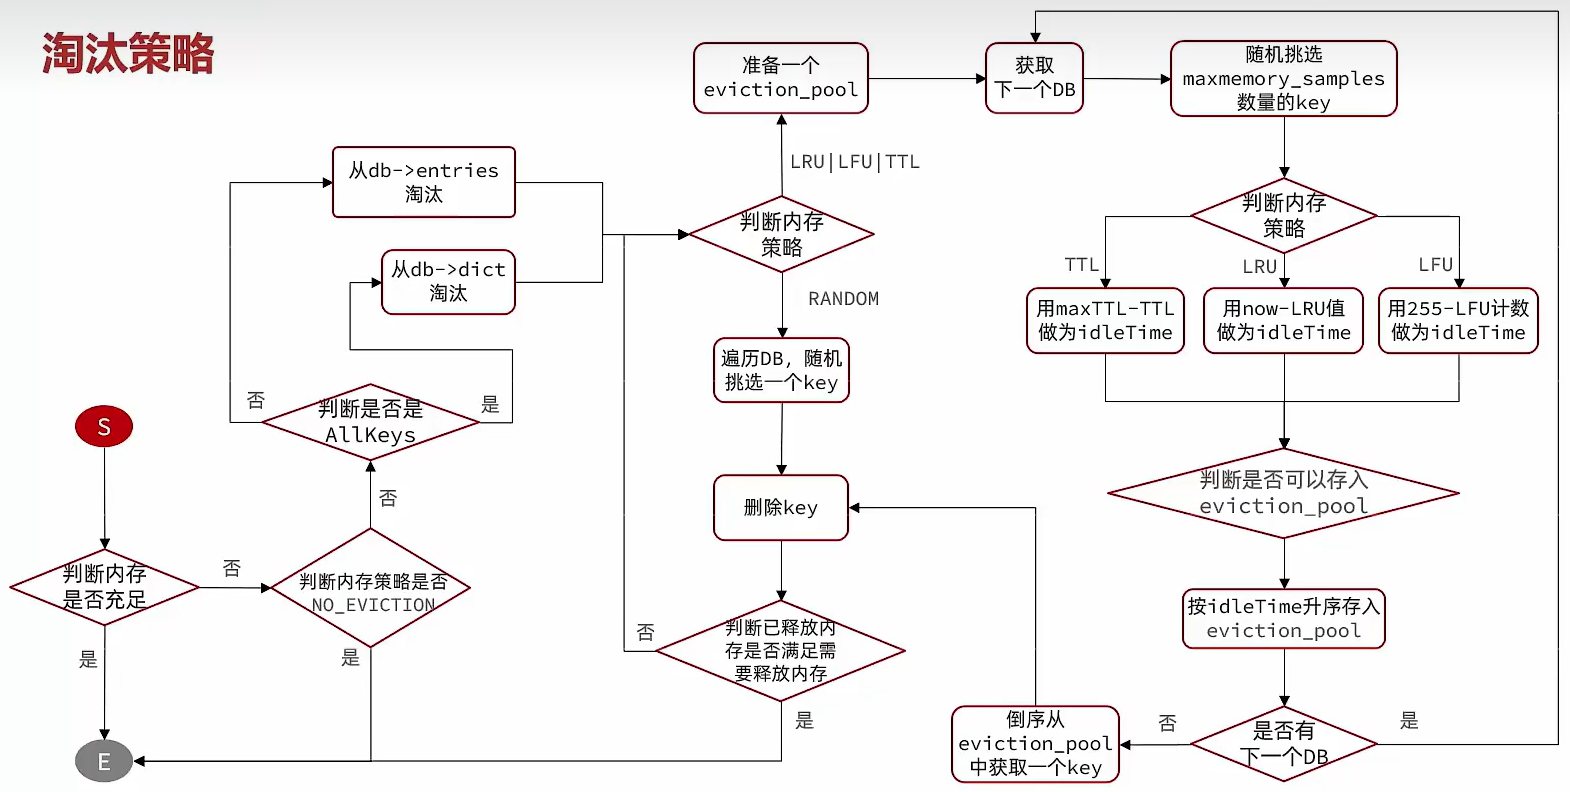 淘汰策略
S
判断内存
是否充足
是
否
E
判断内存策略是否
NO_EVICTION
是
否
判断是否是
AllKeys
否
是
从db->entries
淘汰
从db->dict
淘汰
判断内存
策略
LRU|LFU|TTL
RANDOM
准备一个
eviction_pool
获取
下一个DB
随机挑选
maxmemory_samples
数量的key
判断内存
策略
TTL
LRU
LFU
用maxTTL-TTL
做为idleTime
用now-LRU值
做为idleTime
用255-LFU计数
做为idleTime
判断是否可以存入
eviction_pool
按idleTime升序存入
eviction_pool
是否有
下一个DB
否
是
倒序从
eviction_pool
中获取一个key
遍历DB，随机
挑选一个key
删除key
判断已释放内
存是否满足需
要释放内存
否
是